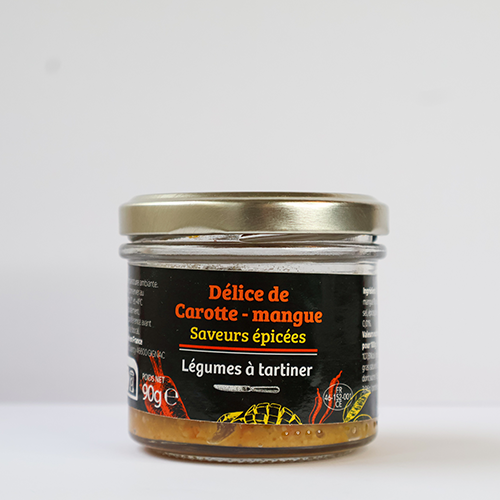 Délice de
Carotte - mangue
Saveurs épicées
Légumes à tartiner
POIDS NET
90g e
FR
46-152-001
CE